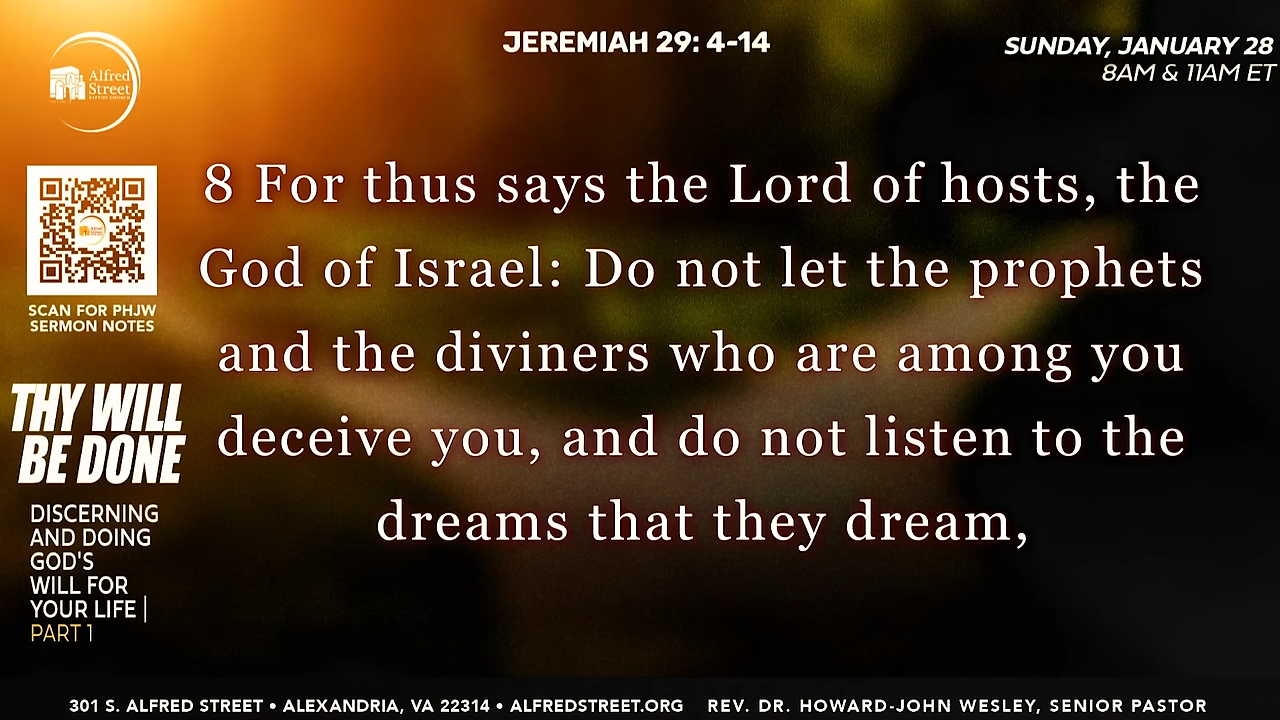 JEREMIAH 29: 4-14
SUNDAY, JANUARY 28
8AM & 11AM ET
Alfred
Street
BAPTIST CHURCH
8 For thus says the Lord of hosts, the
God of Israel: Do not let the prophets
and the diviners who are among you
deceive you, and do not listen to the
dreams that they dream,
SCAN FOR PHJW
SERMON NOTES
THY WILL
BE DONE
DISCERNING
AND DOING
GOD'S
WILL FOR
YOUR LIFE |
PART 1
301 S. ALFRED STREET • ALEXANDRIA, VA 22314 • ALFREDSTREET.ORG REV. DR. HOWARD-JOHN WESLEY, SENIOR PASTOR